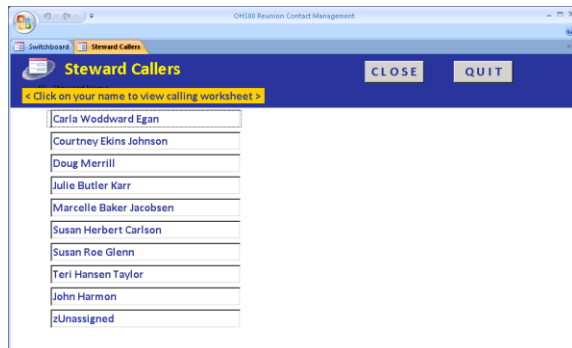 OHS80 Reunion Contact Management
Switchboard Steward Callers
Steward Callers
CLOSE QUIT
< Click on your name to view calling worksheet >
Carla Woddward Egan
Courtney Ekins Johnson
Doug Merrill
Julie Butler Karr
Marcelle Baker Jacobsen
Susan Herbert Carlson
Susan Roe Glenn
Teri Hansen Taylor
John Harmon
zUnassigned